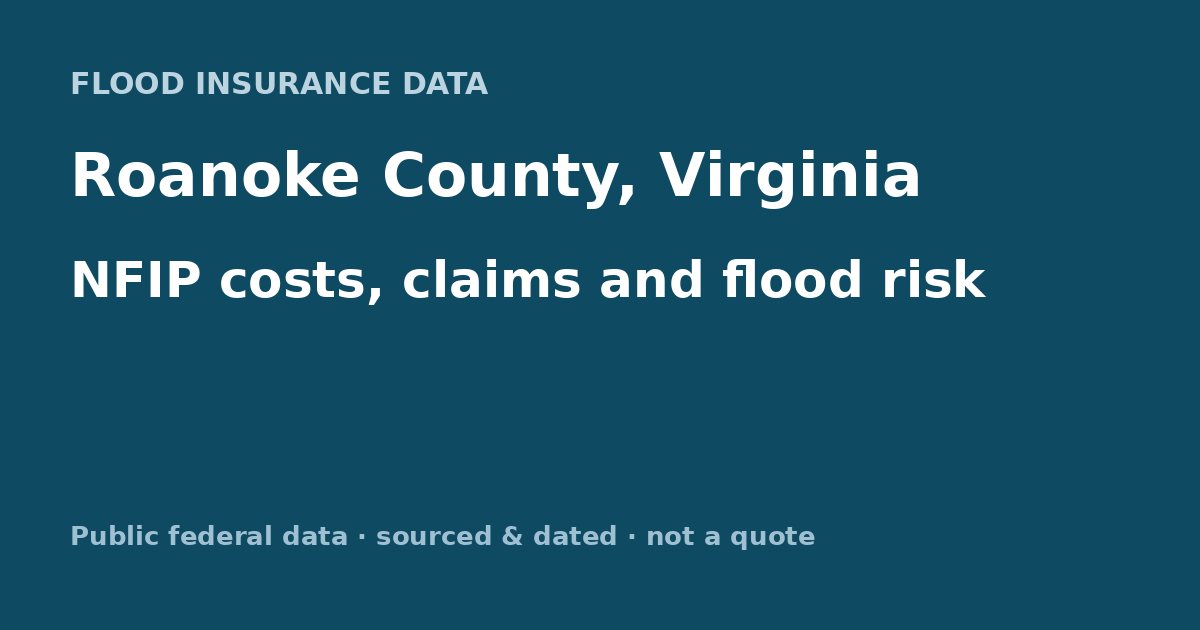 FLOOD INSURANCE DATA
Roanoke County, Virginia
NFIP costs, claims and flood risk
Public federal data · sourced & dated · not a quote